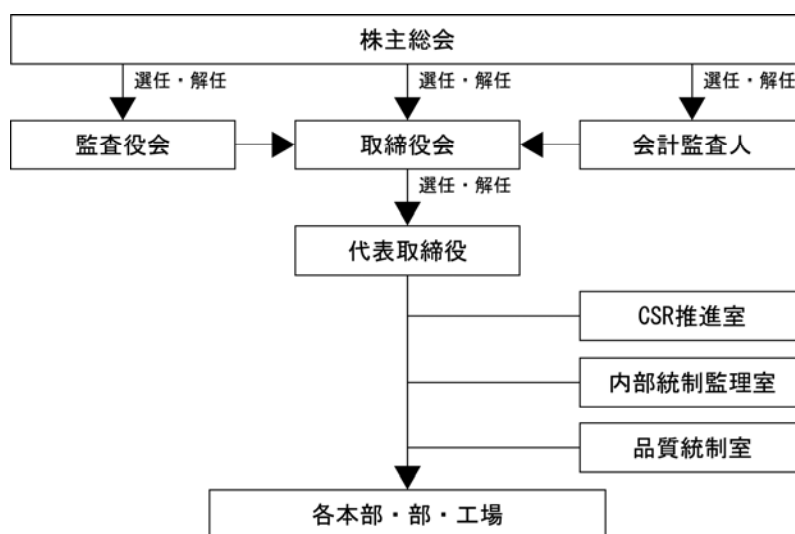 株主総会
選任・解任
選任・解任
選任・解任
監査役会
取締役会
会計監査人
選任・解任
代表取締役
CSR推進室
内部統制監理室
品質統制室
各本部・部・工場